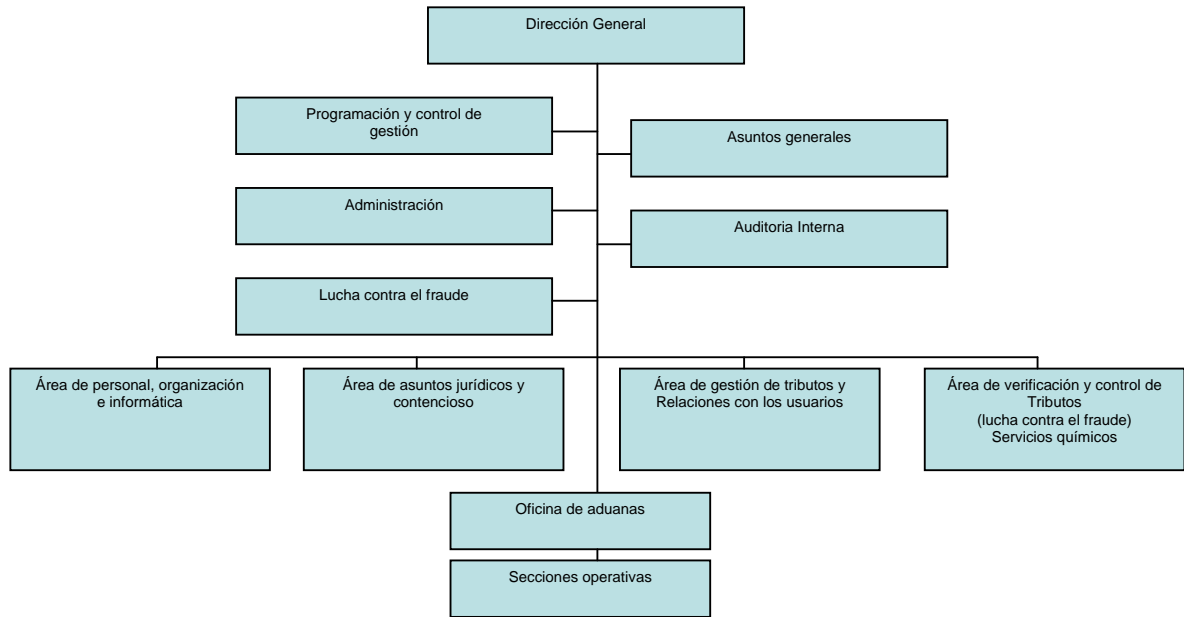 Dirección General
Programación y control de
gestión
Asuntos generales
Administración
Auditoria Interna
Lucha contra el fraude
Área de personal, organización
e informática
Área de asuntos jurídicos y
contencioso
Área de gestión de tributos y
Relaciones con los usuarios
Área de verificación y control de
Tributos
(lucha contra el fraude)
Servicios químicos
Oficina de aduanas
Secciones operativas